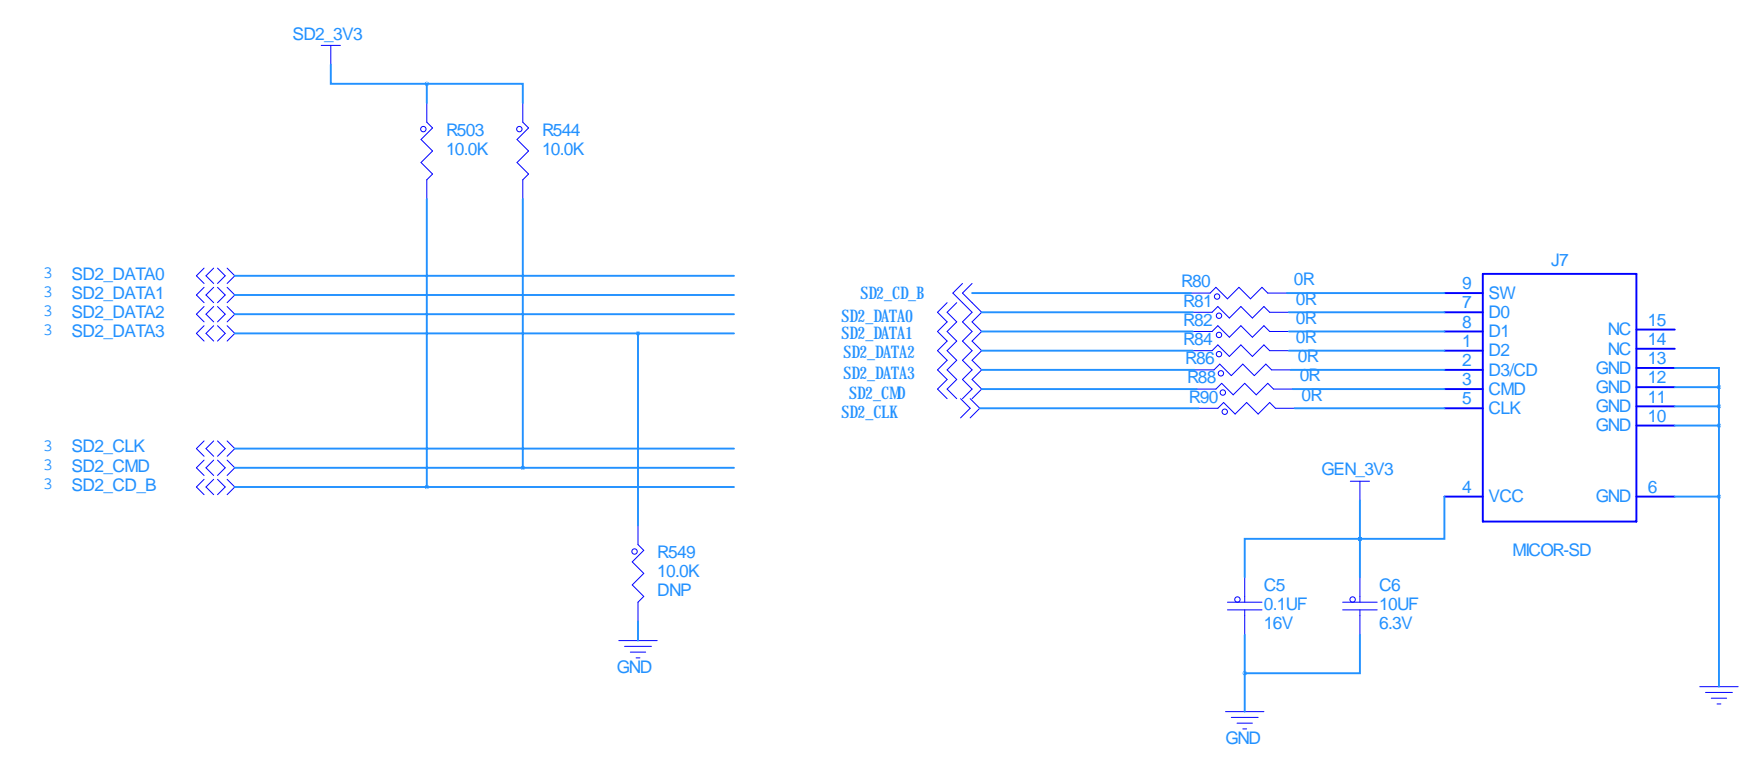 SD2_3V3
R503
10.0K
R544
10.0K
3 SD2_DATA0
3 SD2_DATA1
3 SD2_DATA2
3 SD2_DATA3
3 SD2_CLK
3 SD2_CMD
3 SD2_CD_B
R549
10.0K
DNP
GND
SD2_CD_B
SD2_DATA0
SD2_DATA1
SD2_DATA2
SD2_DATA3
SD2_CMD
SD2_CLK
R80 0R
R81 0R
R82 0R
R84 0R
R86 0R
R88 0R
R90 0R
J7
9 SW
7 D0
8 D1
1 D2
2 D3/CD
3 CMD
5 CLK
4 VCC
NC 15
NC 14
GND 13
GND 12
GND 11
GND 10
GND 6
MICOR-SD
GEN_3V3
C5
0.1UF
16V
C6
10UF
6.3V
GND